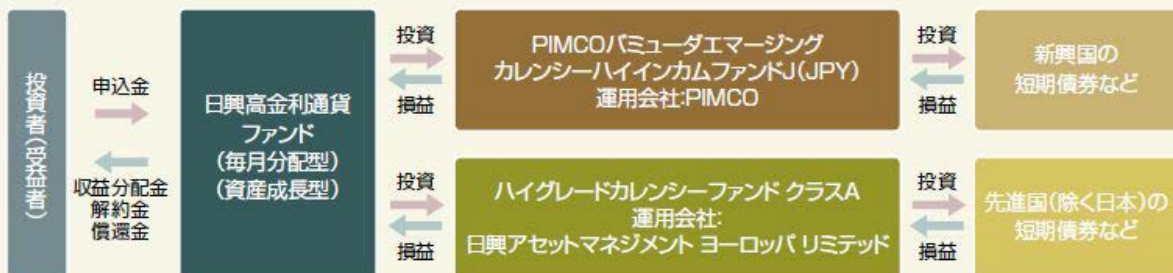 投資者(受益者)
申込金
収益分配金
解約金
償還金
日興高金利通貨
ファンド
(毎月分配型)
(資産成長型)
投資
損益
PIMCOバミューダエマージング
カレンシーハイインカムファンドJ(JPY)
運用会社:PIMCO
投資
損益
新興国の
短期債券など
投資
損益
ハイグレードカレンシーファンド クラスA
運用会社:
日興アセットマネジメント ヨーロッパ リミテッド
投資
損益
先進国(除く日本)の
短期債券など